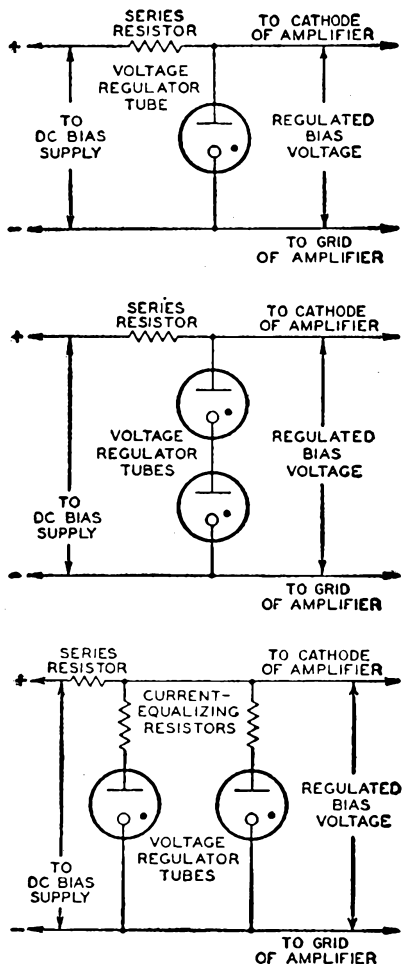 SERIES
RESISTOR
TO CATHODE
OF AMPLIFIER
+
VOLTAGE
REGULATOR
TUBE
TO
DC BIAS
SUPPLY
REGULATED
BIAS
VOLTAGE
-
TO GRID
OF AMPLIFIER
SERIES
RESISTOR
TO CATHODE
OF AMPLIFIER
+
VOLTAGE
REGULATOR
TUBES
REGULATED
BIAS
VOLTAGE
TO
DC BIAS
SUPPLY
-
TO GRID
OF AMPLIFIER
SERIES
RESISTOR
TO CATHODE
OF AMPLIFIER
+
CURRENT-
EQUALIZING
RESISTORS
REGULATED
BIAS
VOLTAGE
VOLTAGE
REGULATOR
TUBES
TO
DC BIAS
SUPPLY
-
TO GRID
OF AMPLIFIER